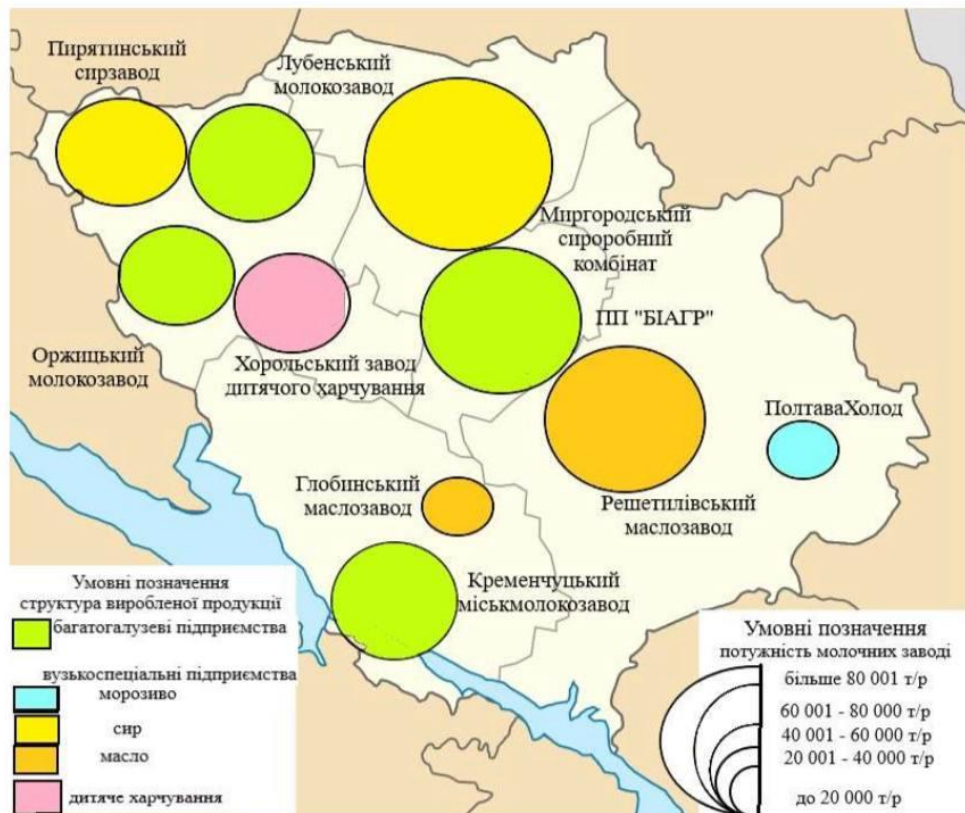 Пирятинський
сирзавод
Лубенський
молокозавод
Миргородський
сироробний
комбінат
ПП "БІАГР"
Оржицький
молокозавод
Хорольський завод
дитячого харчування
ПолтаваХолод
Глобинський
маслозавод
Решетилівський
маслозавод
Кременчуцький
міськмолокозавод
Умовні позначення
структура виробленої продукції
багатогалузеві підприємства
вузькоспеціальні підприємства
морозиво
сир
масло
дитяче харчування
Умовні позначення
потужність молочних заводі
більше 80 001 т/р
60 001 - 80 000 т/р
40 001 - 60 000 т/р
20 001 - 40 000 т/р
до 20 000 т/р